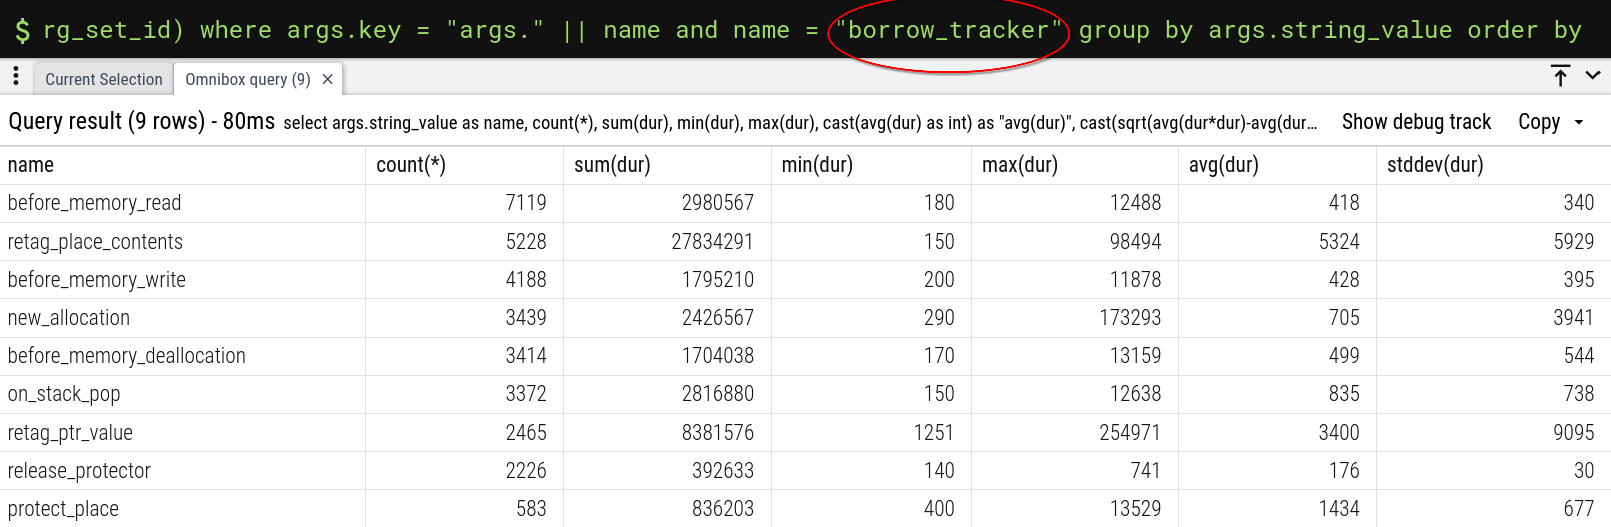 $ rg_set_id) where args.key = "args." || name and name = "borrow_tracker" group by args.string_value order by
Current Selection Omnibox query (9) ×
Query result (9 rows) - 80ms select args.string_value as name, count(*), sum(dur), min(dur), max(dur), cast(avg(dur) as int) as "avg(dur)", cast(sqrt(avg(dur*dur)-avg(dur… Show debug track Copy
name count(*) sum(dur) min(dur) max(dur) avg(dur) stddev(dur)
before_memory_read 7119 2980567 180 12488 418 340
retag_place_contents 5228 27834291 150 98494 5324 5929
before_memory_write 4188 1795210 200 11878 428 395
new_allocation 3439 2426567 290 173293 705 3941
before_memory_deallocation 3414 1704038 170 13159 499 544
on_stack_pop 3372 2816880 150 12638 835 738
retag_ptr_value 2465 8381576 1251 254971 3400 9095
release_protector 2226 392633 140 741 176 30
protect_place 583 836203 400 13529 1434 677